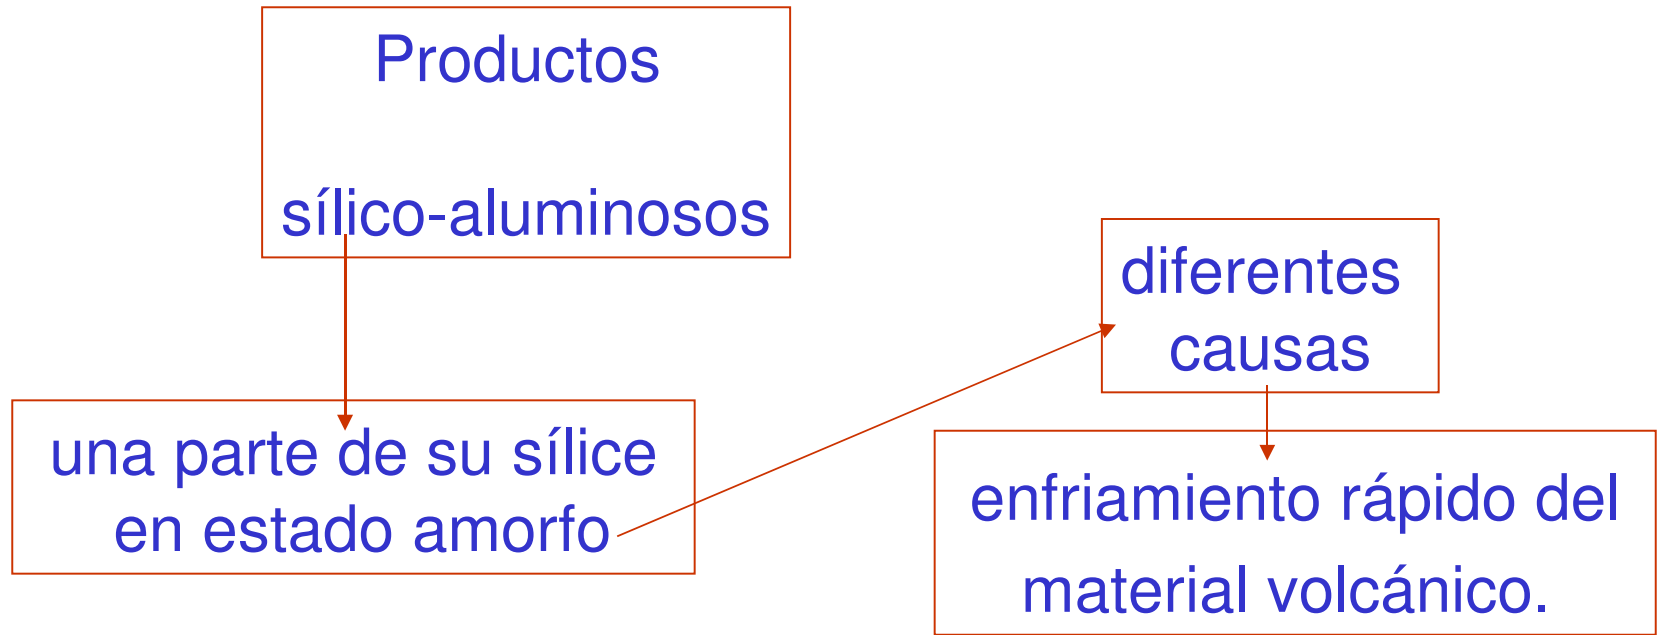 Productos
sílico-aluminosos
una parte de su sílice
en estado amorfo
diferentes
causas
enfriamiento rápido del
material volcánico.